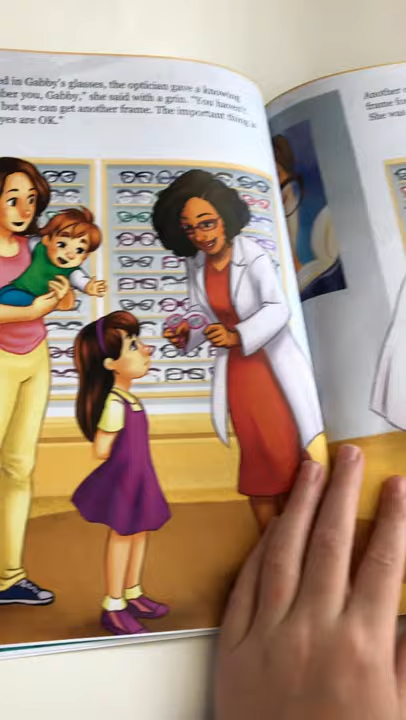 ed in Gabby's glasses, the optician gave a knowing
ber you, Gabby," she said with a grin. "You haven't
but we can get another frame. The important thing is
yes are OK."
Another
frame fo
She was